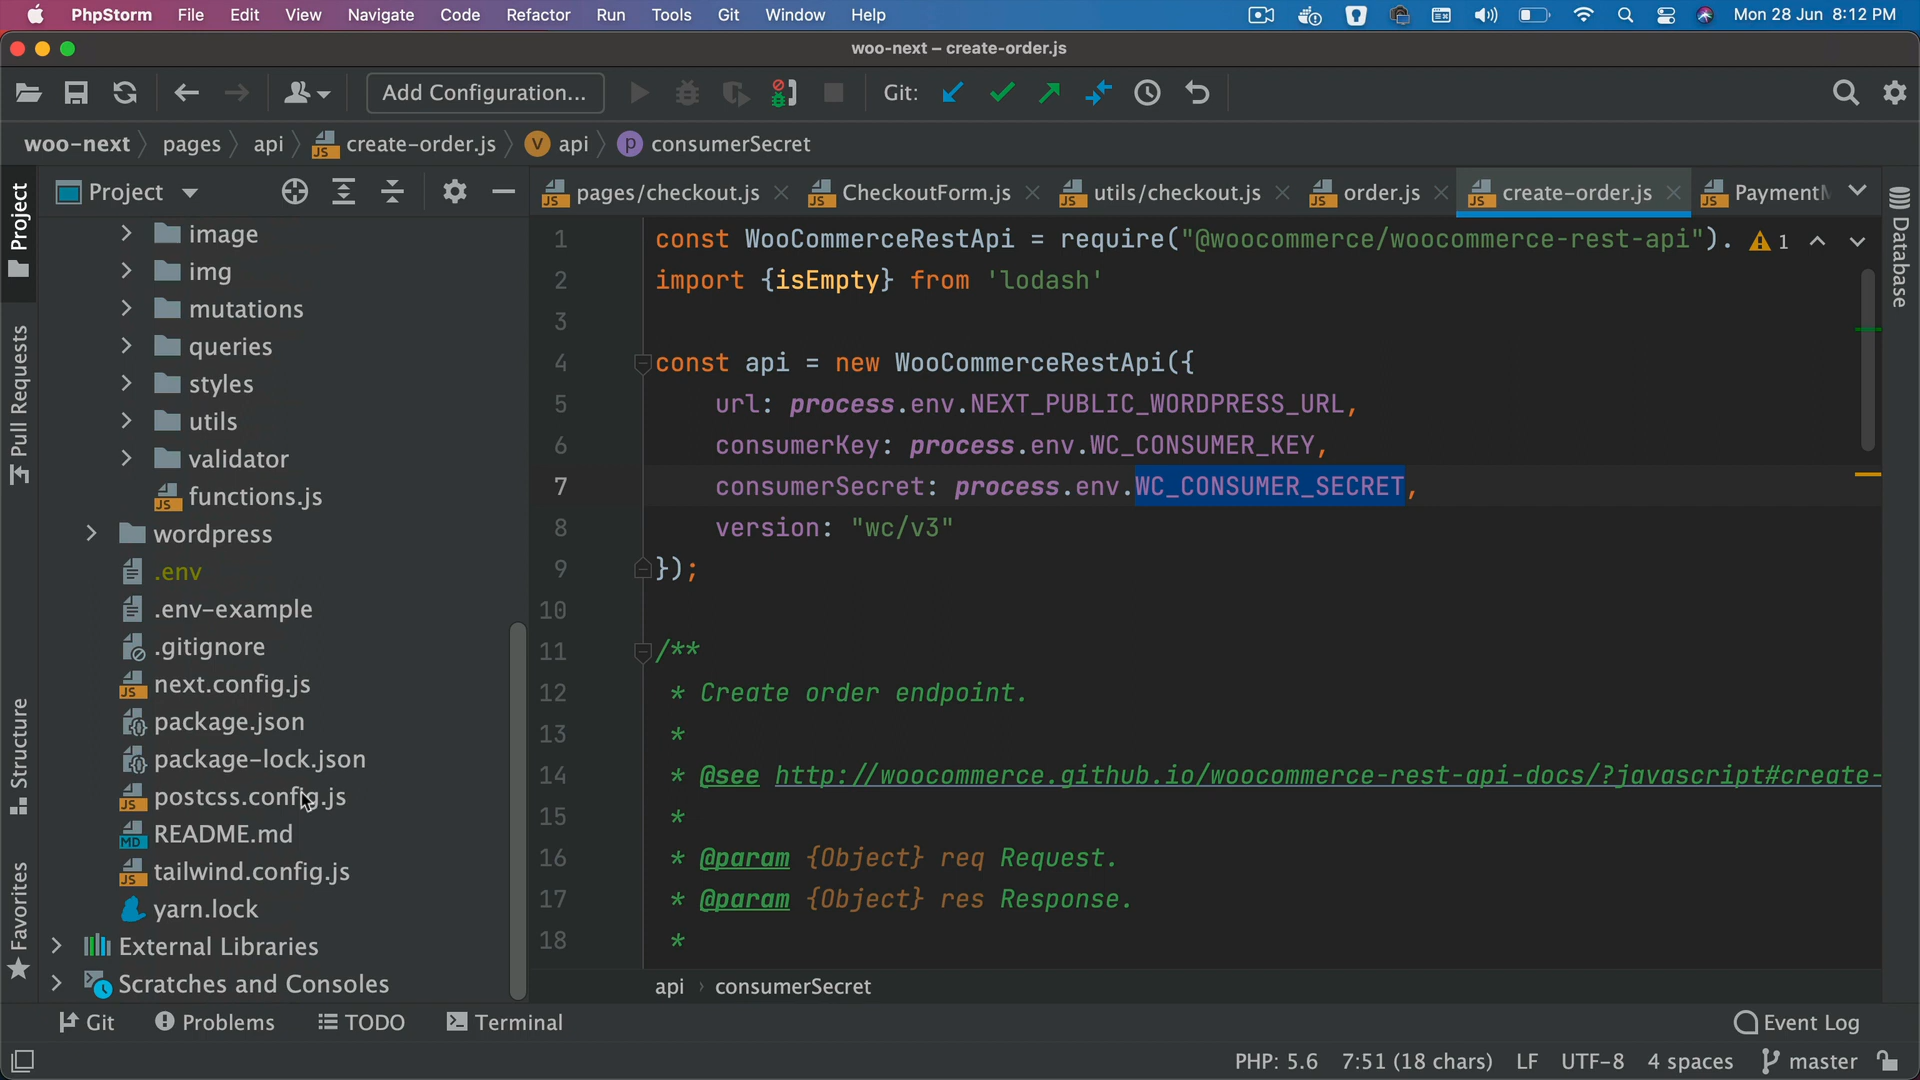 PhpStorm File Edit View Navigate Code Refactor Run Tools Git Window Help Mon 28 Jun 8:12 PM
woo-next – create-order.js
Add Configuration... Git:
woo-next pages api create-order.js V api p consumerSecret
Project
pages/checkout.js CheckoutForm.js utils/checkout.js order.js create-order.js PaymentM
Project
Pull Requests
Structure
Favorites
Database
image
img
mutations
queries
styles
utils
validator
functions.js
wordpress
.env
.env-example
.gitignore
next.config.js
package.json
package-lock.json
postcss.config.js
README.md
tailwind.config.js
yarn.lock
External Libraries
Scratches and Consoles
1 const WooCommerceRestApi = require("@woocommerce/woocommerce-rest-api"). 1
2 import {isEmpty} from 'lodash'
3
4 const api = new WooCommerceRestApi({
5 url: process.env.NEXT_PUBLIC_WORDPRESS_URL,
6 consumerKey: process.env.WC_CONSUMER_KEY,
7 consumerSecret: process.env.WC_CONSUMER_SECRET,
8 version: "wc/v3"
9 });
10
11 /**
12 * Create order endpoint.
13 *
14 * @see http://woocommerce.github.io/woocommerce-rest-api-docs/?javascript#create-
15 *
16 * @param {Object} req Request.
17 * @param {Object} res Response.
18 *
api › consumerSecret
Git Problems TODO Terminal Event Log
PHP: 5.6 7:51 (18 chars) LF UTF-8 4 spaces master